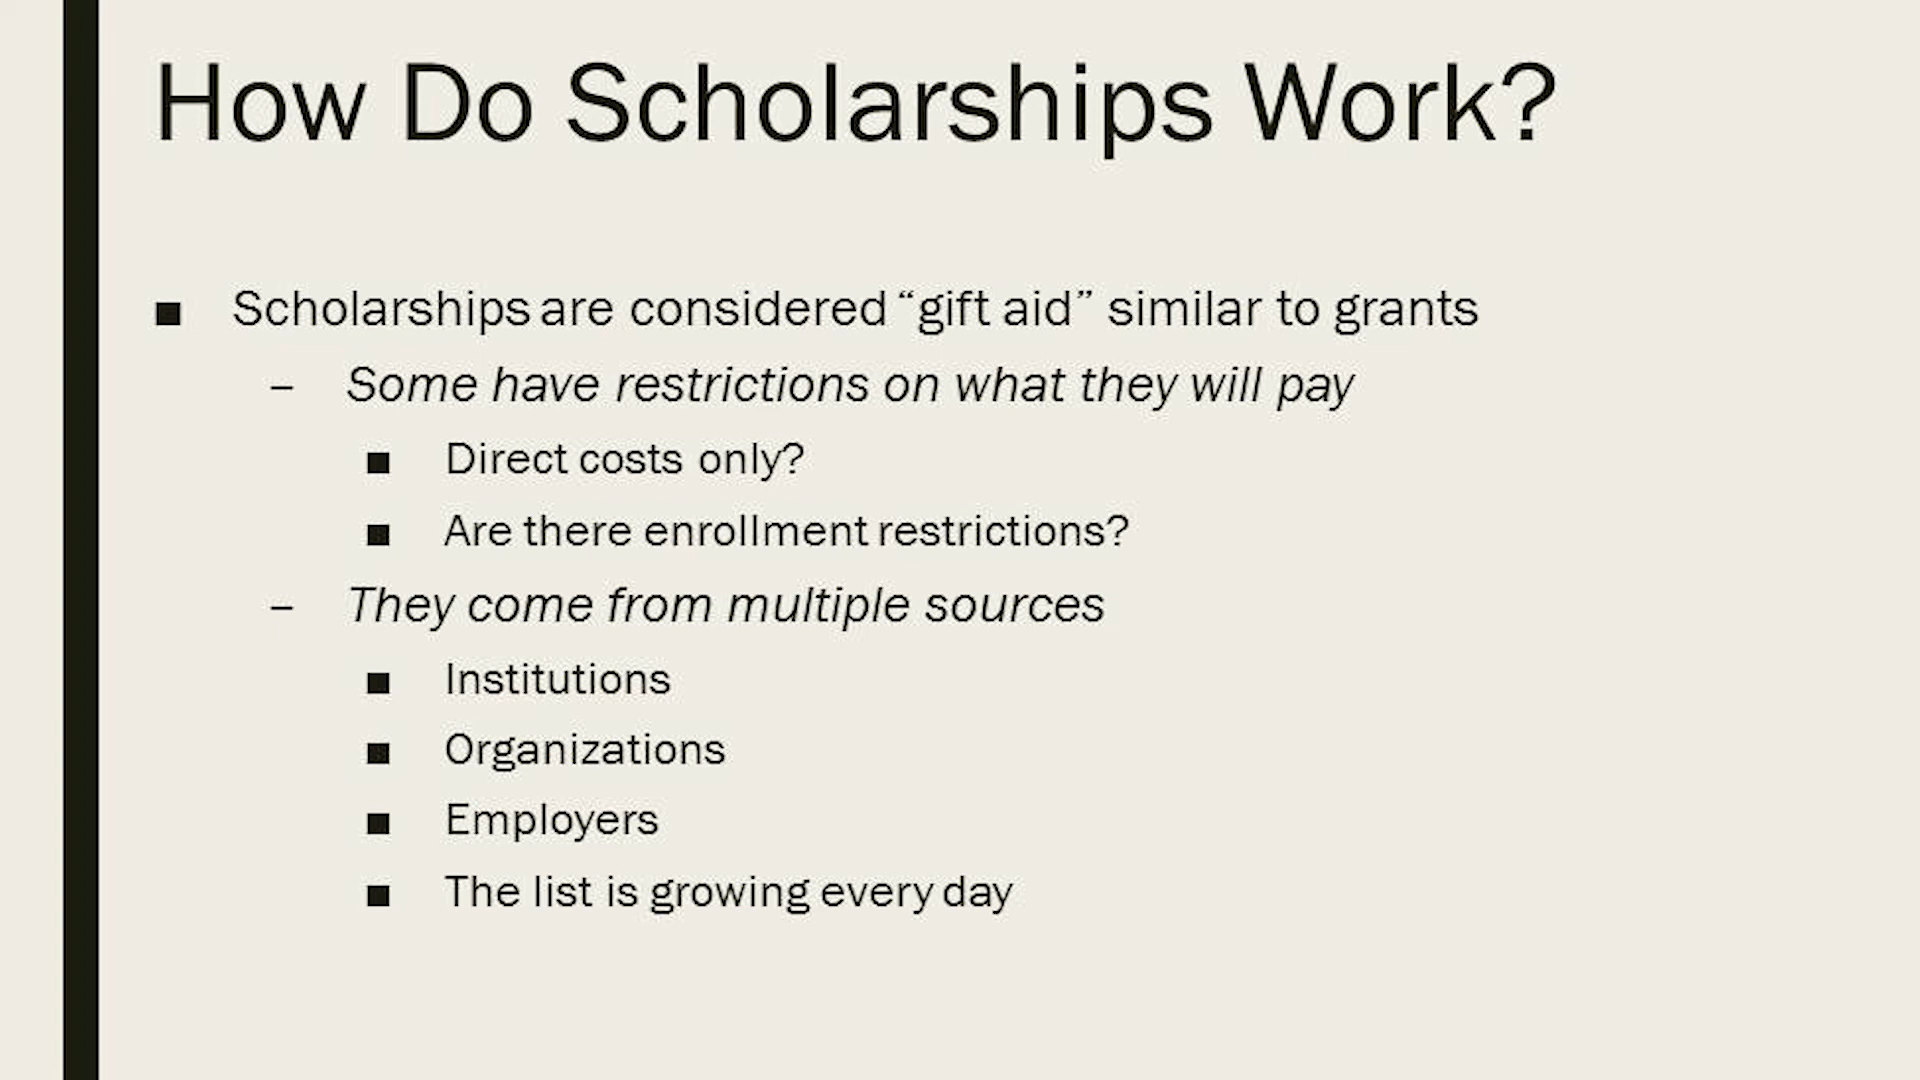 How Do Scholarships Work?
■ Scholarships are considered “gift aid” similar to grants
– Some have restrictions on what they will pay
■ Direct costs only?
■ Are there enrollment restrictions?
– They come from multiple sources
■ Institutions
■ Organizations
■ Employers
■ The list is growing every day